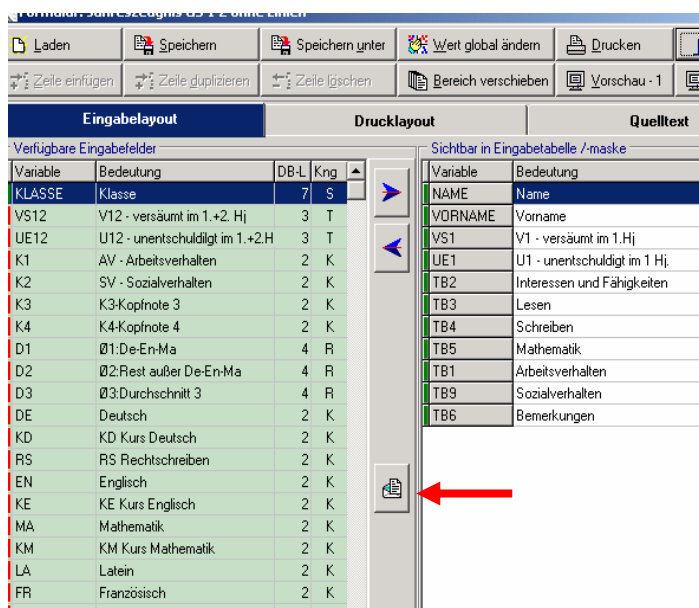 Formular: Jahreszeugnis GS 1-2 ohne Linien
Laden Speichern Speichern unter Wert global ändern Drucken
Zeile einfügen Zeile duplizieren Zeile löschen Bereich verschieben Vorschau - 1
Eingabelayout Drucklayout Quelltext
Verfügbare Eingabefelder Sichtbar in Eingabetabelle /-maske
Variable Bedeutung DB-L Kng Variable Bedeutung
KLASSE Klasse 7 S NAME Name
VS12 V12 - versäumt im 1.+2. Hj 3 T VORNAME Vorname
UE12 U12 - unentschuldilgt im 1.+2.H 3 T VS1 V1 - versäumt im 1.Hj
K1 AV - Arbeitsverhalten 2 K UE1 U1 - unentschuldigt im 1 Hj.
K2 SV - Sozialverhalten 2 K TB2 Interessen und Fähigkeiten
K3 K3-Kopfnote 3 2 K TB3 Lesen
K4 K4-Kopfnote 4 2 K TB4 Schreiben
D1 Ø1:De-En-Ma 4 R TB5 Mathematik
D2 Ø2:Rest außer De-En-Ma 4 R TB1 Arbeitsverhalten
D3 Ø3:Durchschnitt 3 4 R TB9 Sozialverhalten
DE Deutsch 2 K TB6 Bemerkungen
KD KD Kurs Deutsch 2 K
RS RS Rechtschreiben 2 K
EN Englisch 2 K
KE KE Kurs Englisch 2 K
MA Mathematik 2 K
KM KM Kurs Mathematik 2 K
LA Latein 2 K
FR Französisch 2 K